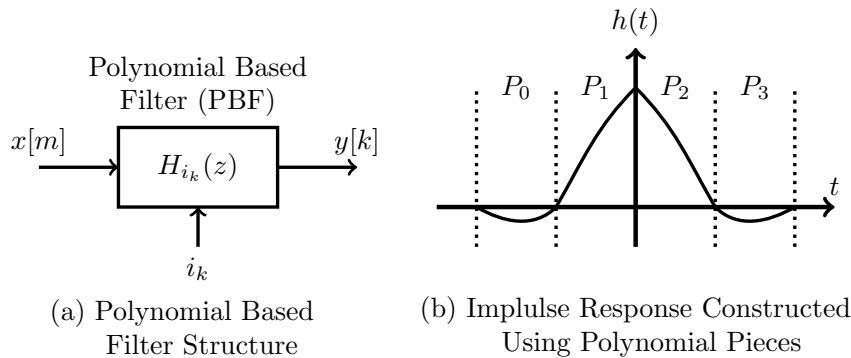 Polynomial Based
Filter (PBF)
x[m]
y[k]
H_{i_k}(z)
i_k
(a) Polynomial Based
Filter Structure
h(t)
P_0
P_1
P_2
P_3
t
(b) Implulse Response Constructed
Using Polynomial Pieces